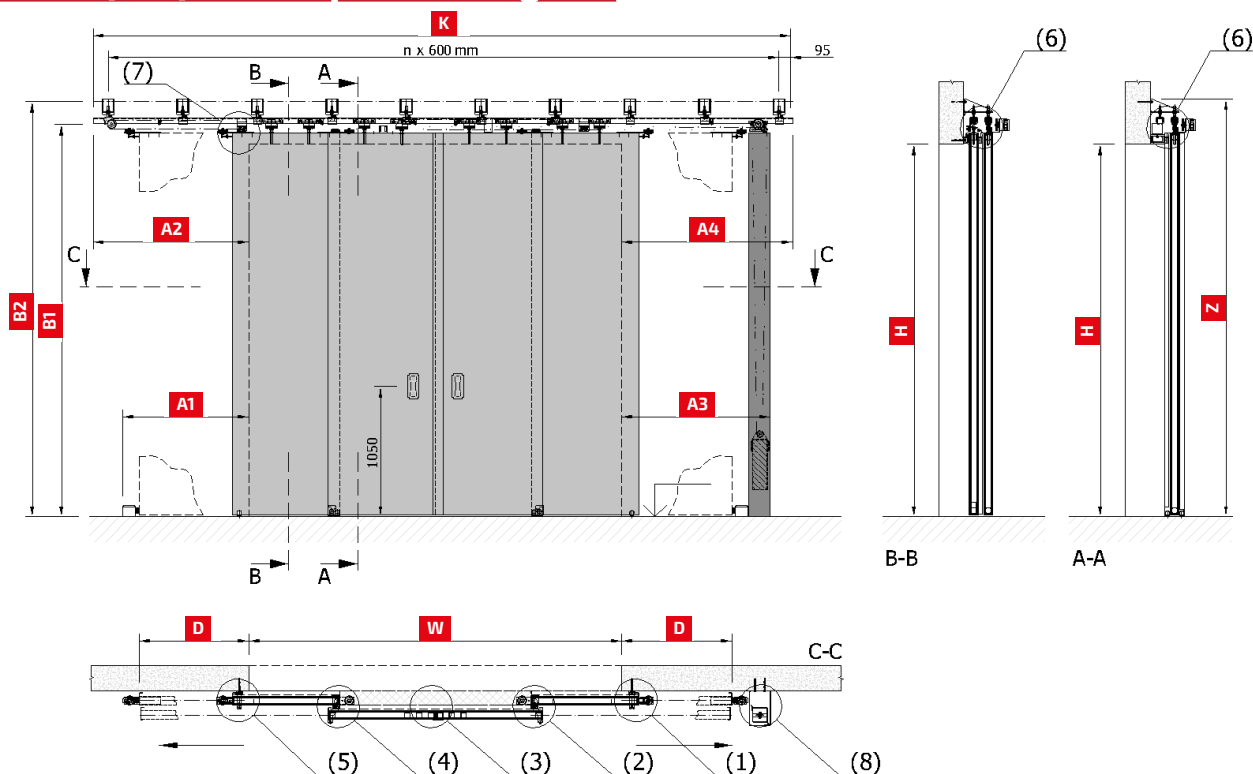 K
n x 600 mm
95
(7)
B
A
(6)
(6)
A2
A4
C
C
B2
B1
H
H
Z
A1
A3
1050
B
A
B-B
A-A
D
W
D
C-C
(5)
(4)
(3)
(2)
(1)
(8)